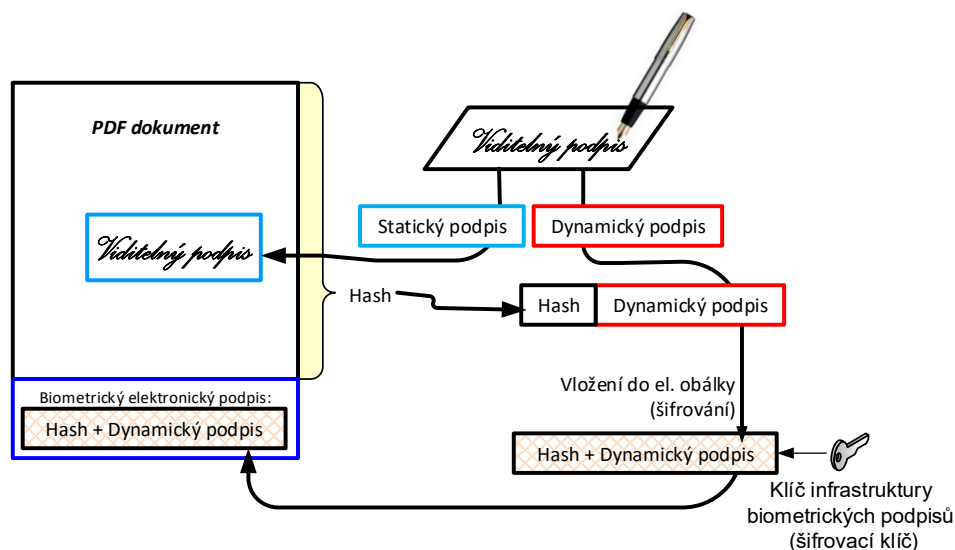 PDF dokument
Viditelný podpis
Statický podpis
Dynamický podpis
Viditelný podpis
Hash
Hash
Dynamický podpis
Vložení do el. obálky
(šifrování)
Biometrický elektronický podpis:
Hash + Dynamický podpis
Hash + Dynamický podpis
Klíč infrastruktury
biometrických podpisů
(šifrovací klíč)